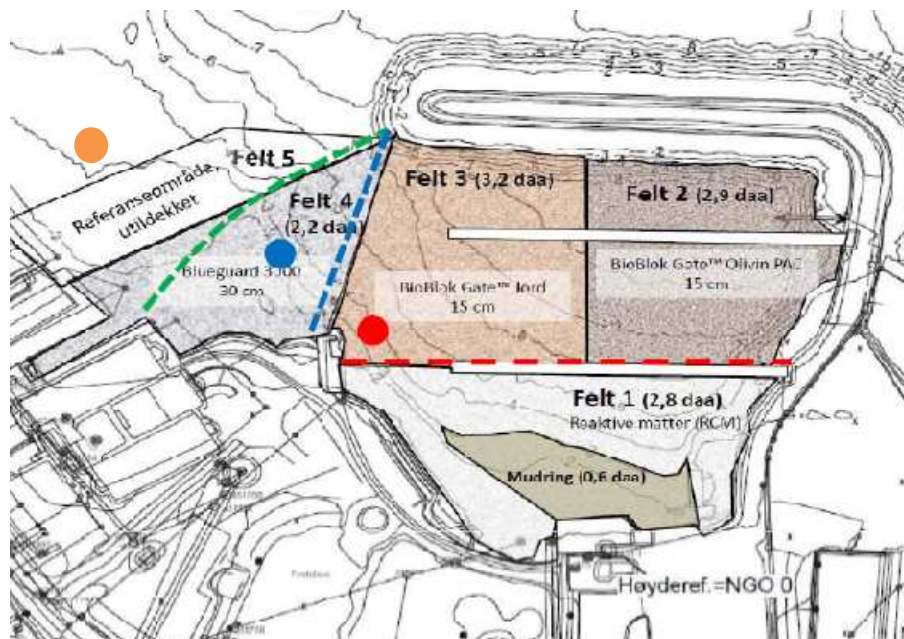 Felt 5
Referanseområde,
utildekket
Felt 4
(2,2 daa)
Blueguard 3000
30 cm
Felt 3 (3,2 daa)
BioBlok Gate™ Jord
15 cm
Felt 2 (2,9 daa)
BioBlok Gate™ Olivin PAC
15 cm
Felt 1 (2,8 daa)
Reaktive matter (RCM)
Mudring (0,6 daa)
Høyderef.=NGO 0